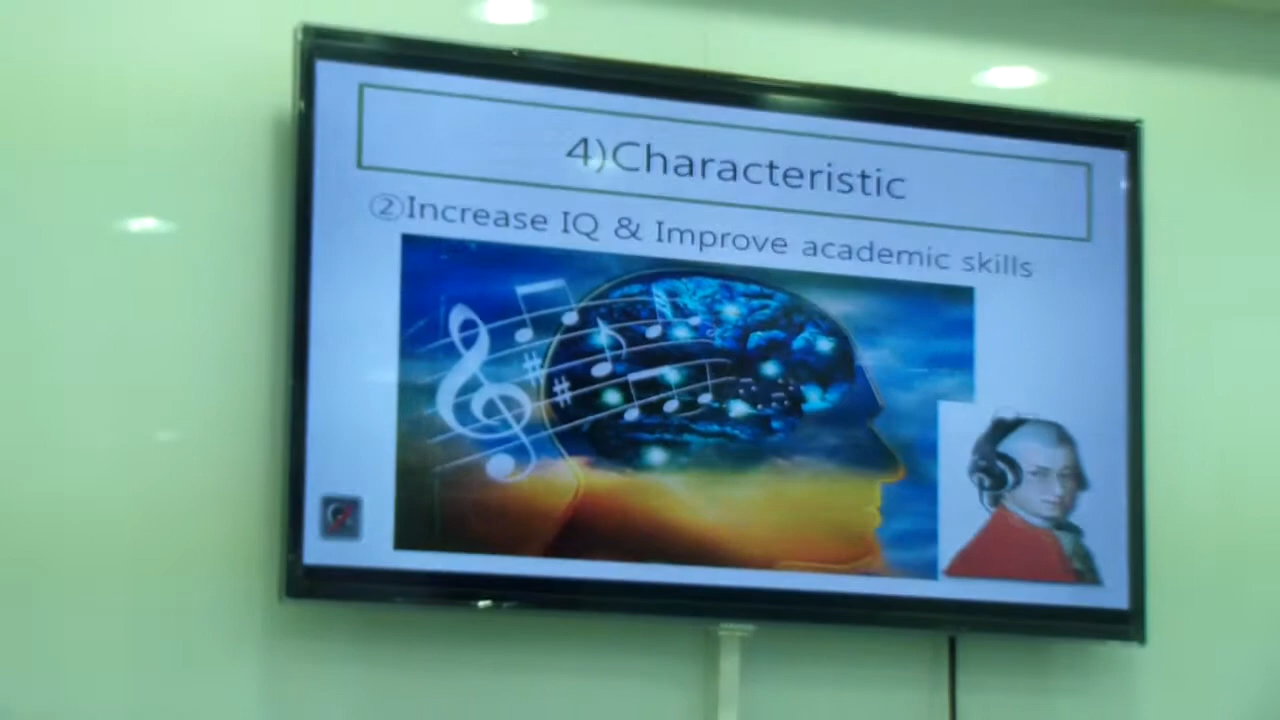 4)Characteristic
②Increase IQ & Improve academic skills